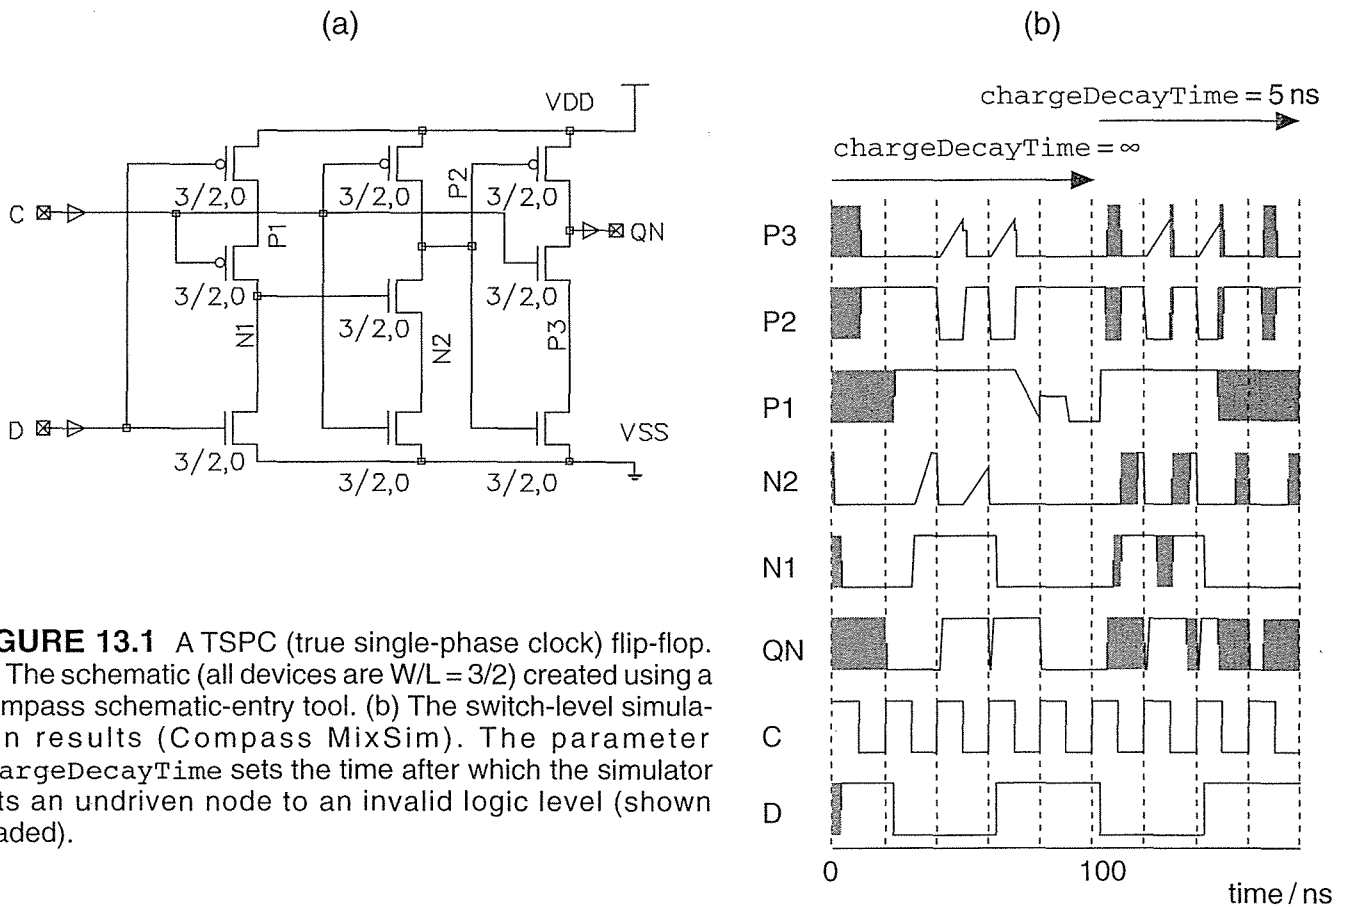 (a)
(b)
VDD
3/2,0
3/2,0
3/2,0
P2
C
QN
P1
3/2,0
3/2,0
3/2,0
N1
N2
P3
D
VSS
3/2,0
3/2,0
3/2,0
chargeDecayTime = 5 ns
chargeDecayTime = ∞
P3
P2
P1
N2
N1
QN
C
D
0
100
time / ns
GURE 13.1 A TSPC (true single-phase clock) flip-flop.
The schematic (all devices are W/L = 3/2) created using a
mpass schematic-entry tool. (b) The switch-level simula-
n results (Compass MixSim). The parameter
argeDecayTime sets the time after which the simulator
ts an undriven node to an invalid logic level (shown
aded).